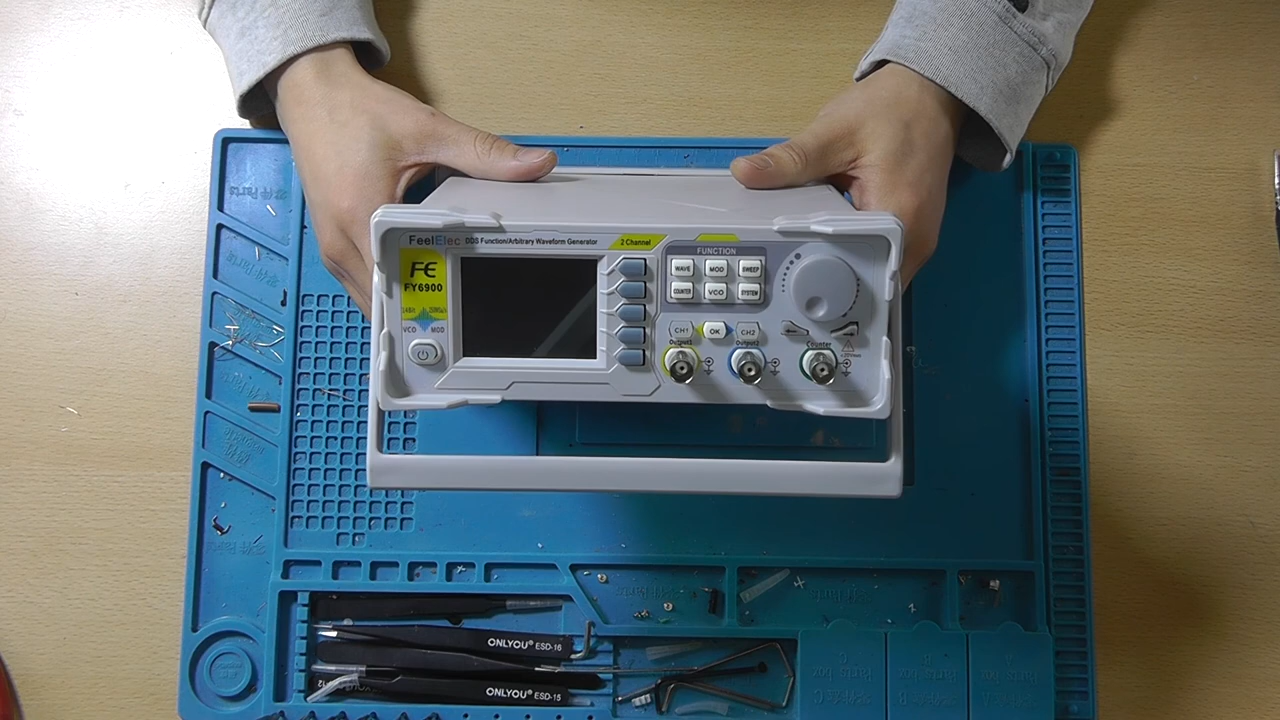 FeelElec DDS Function/Arbitrary Waveform Generator
2 Channel
FE
FY6900
VCO MOD
FUNCTION
WAVE MOD SWEEP
COUNTER VCO SYSTEM
CH1 OK CH2
Output1 Output2 Counter
ONLYOU® ESD-16
ONLYOU® ESD-15